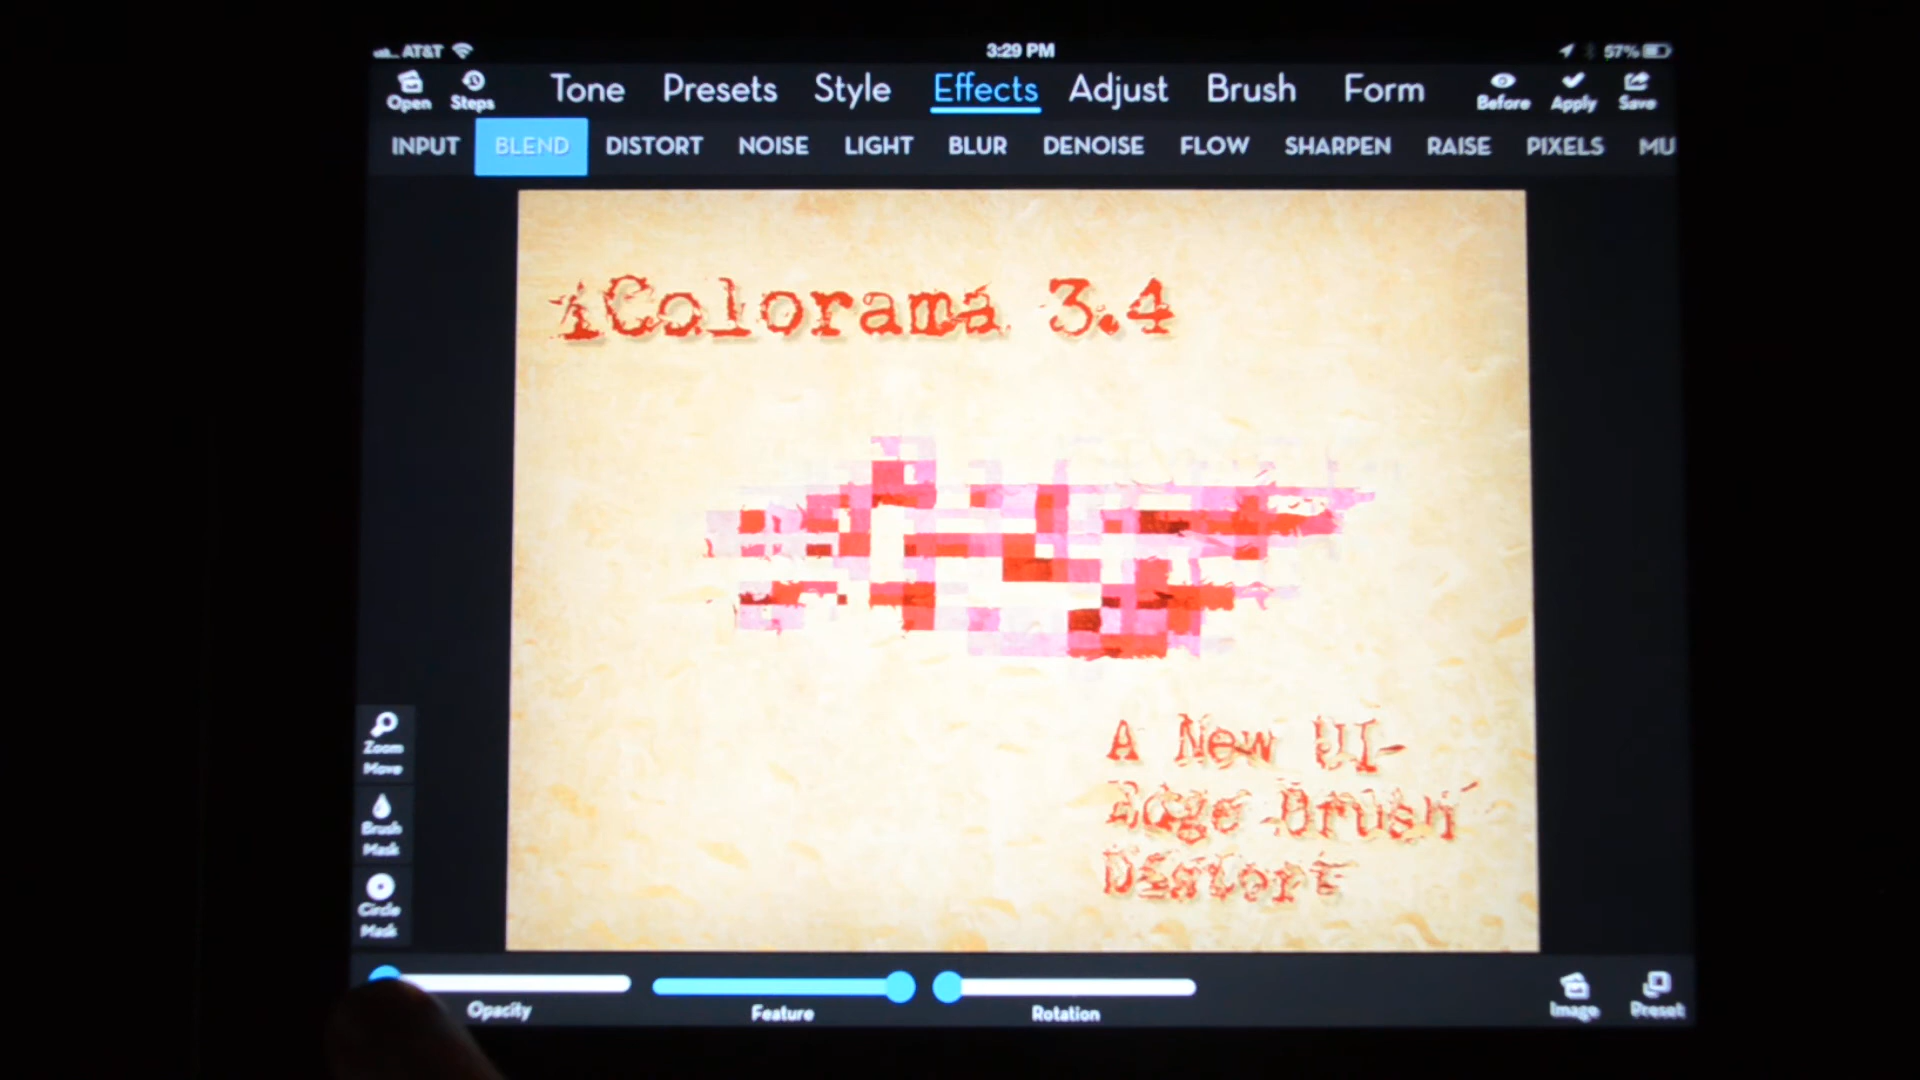 AT&T 3:29 PM 57%
Open Steps Tone Presets Style Effects Adjust Brush Form Before Apply Save
INPUT BLEND DISTORT NOISE LIGHT BLUR DENOISE FLOW SHARPEN RAISE PIXELS MU
iColorama 3.4
A New UI-
Edge Brush
Distort
Zoom
Move
Brush
Mask
Circle
Mask
Opacity Feature Rotation Image Preset